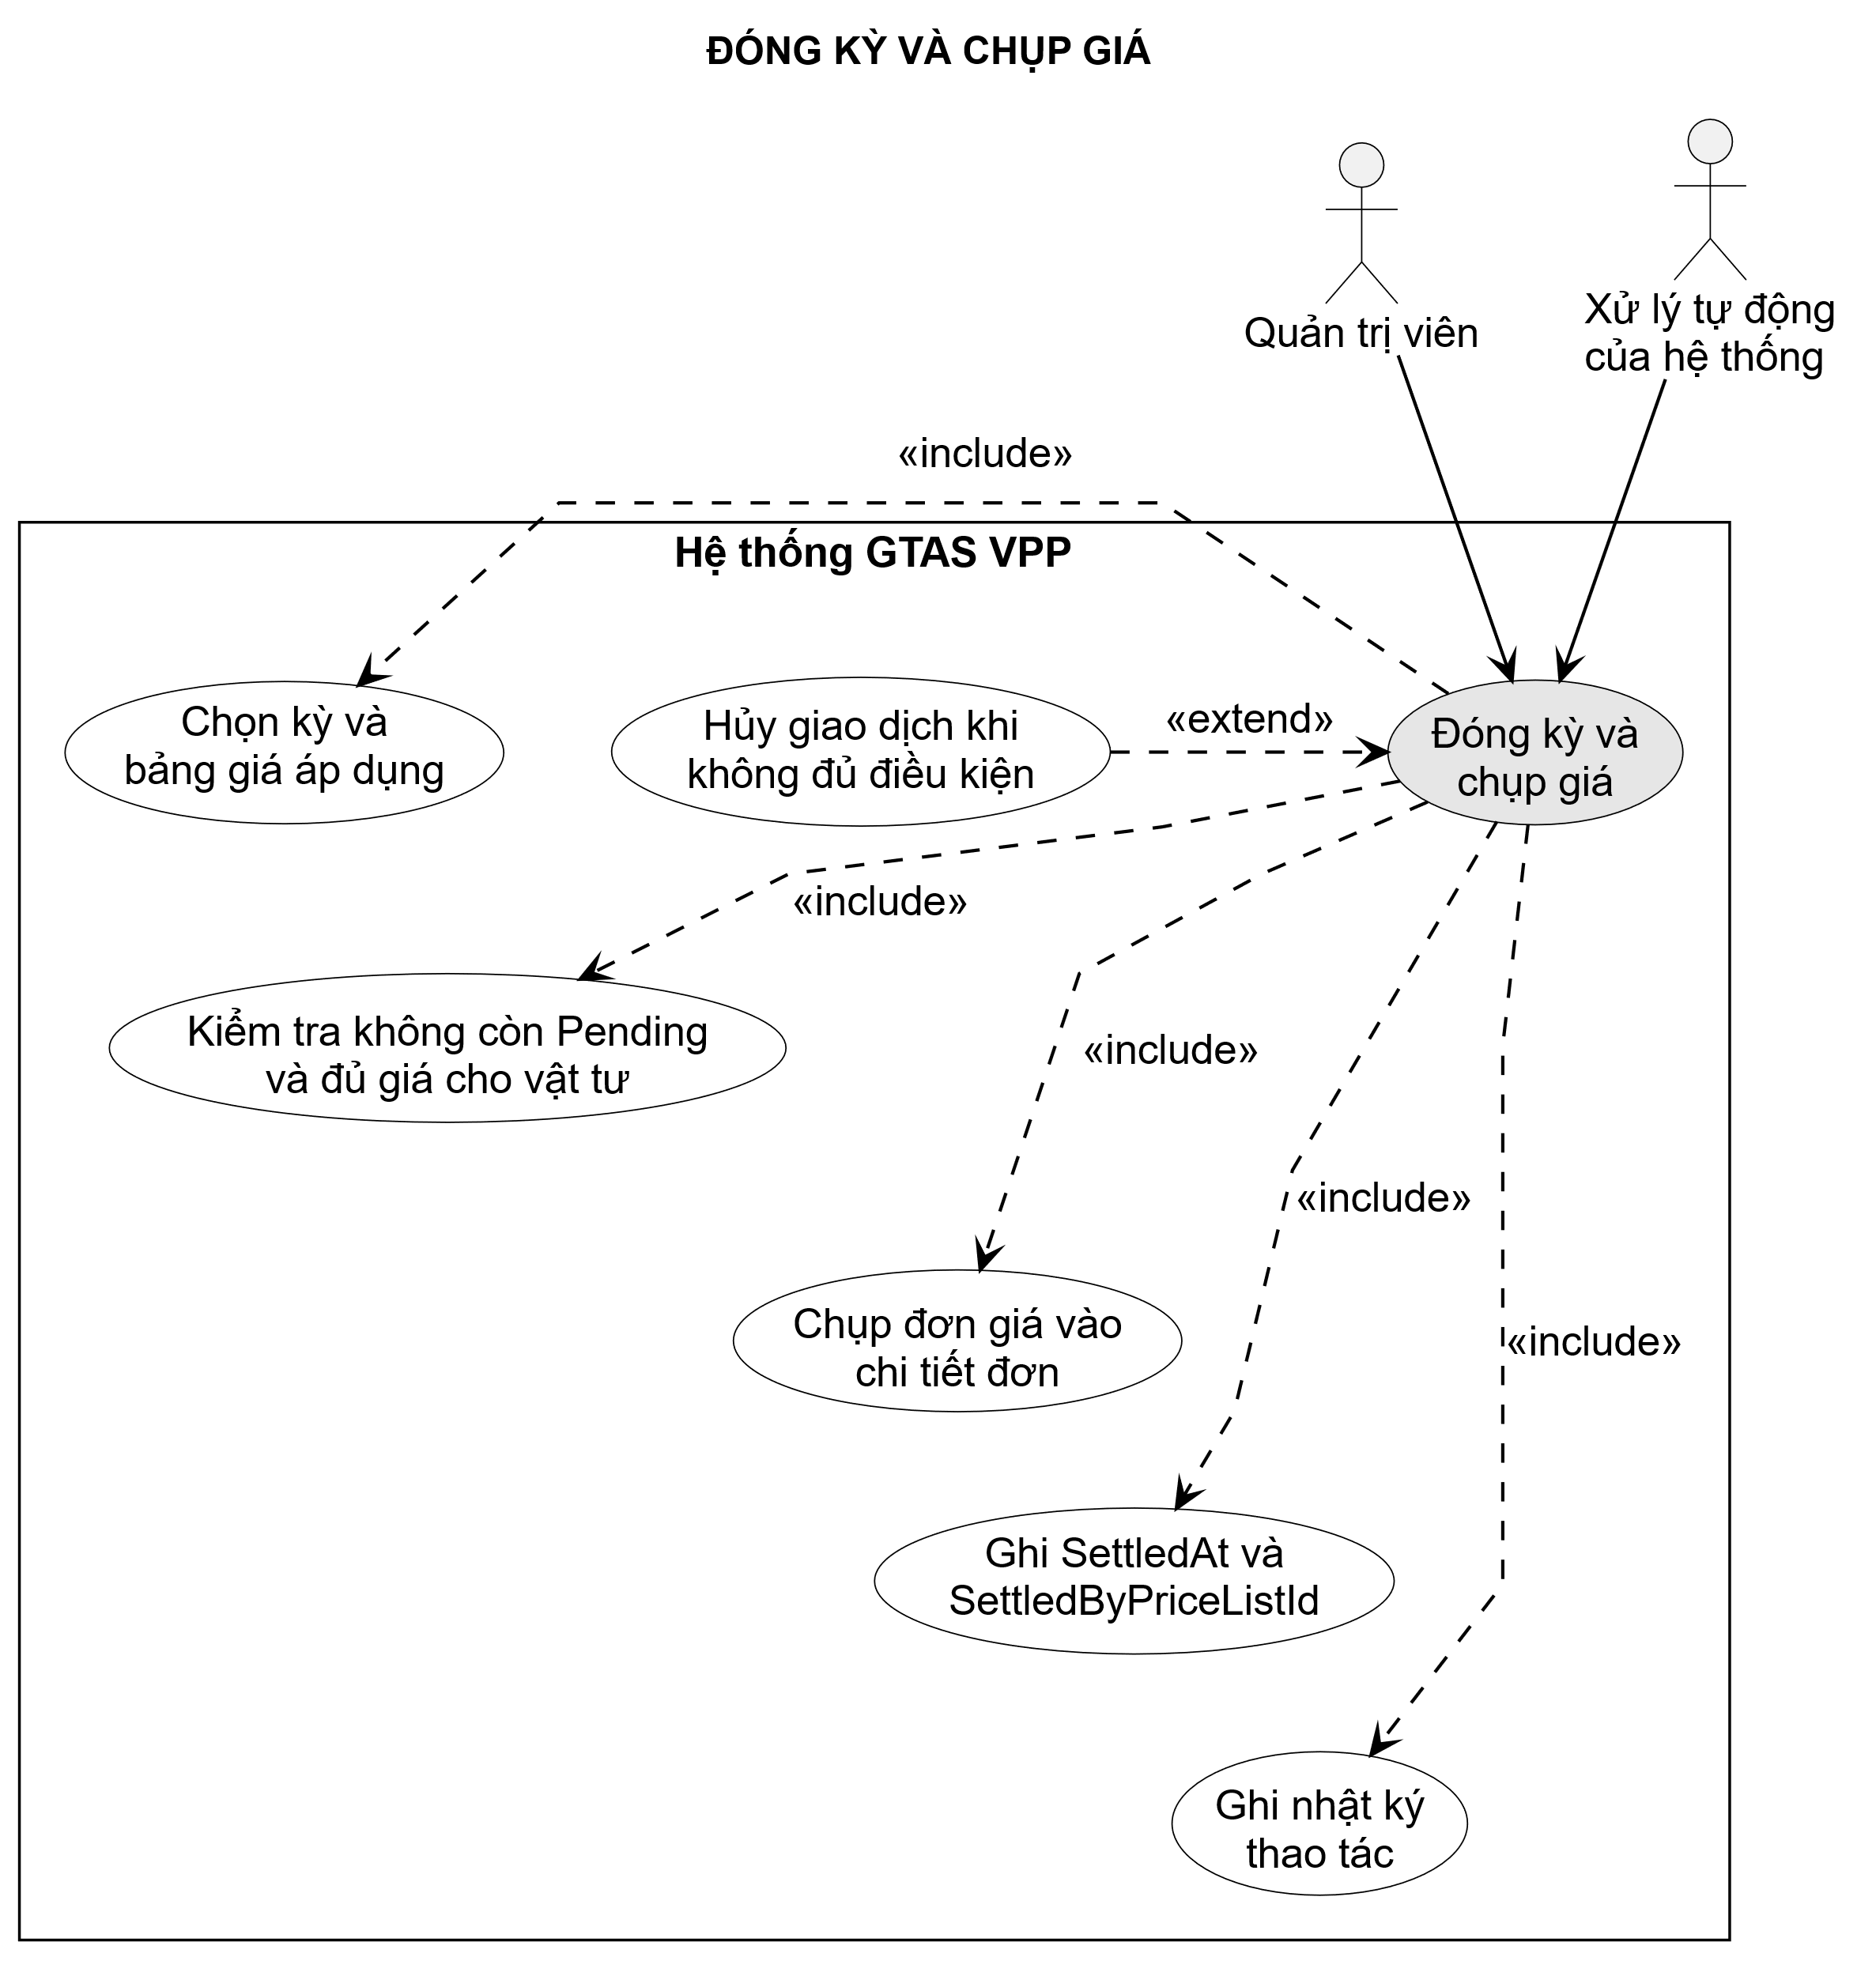 ĐÓNG KỲ VÀ CHỤP GIÁ
Quản trị viên
Xử lý tự động
của hệ thống
«include»
Hệ thống GTAS VPP
Chọn kỳ và
bảng giá áp dụng
Hủy giao dịch khi
không đủ điều kiện
«extend»
Đóng kỳ và
chụp giá
«include»
Kiểm tra không còn Pending
và đủ giá cho vật tư
«include»
«include»
Chụp đơn giá vào
chi tiết đơn
«include»
Ghi SettledAt và
SettledByPriceListId
Ghi nhật ký
thao tác